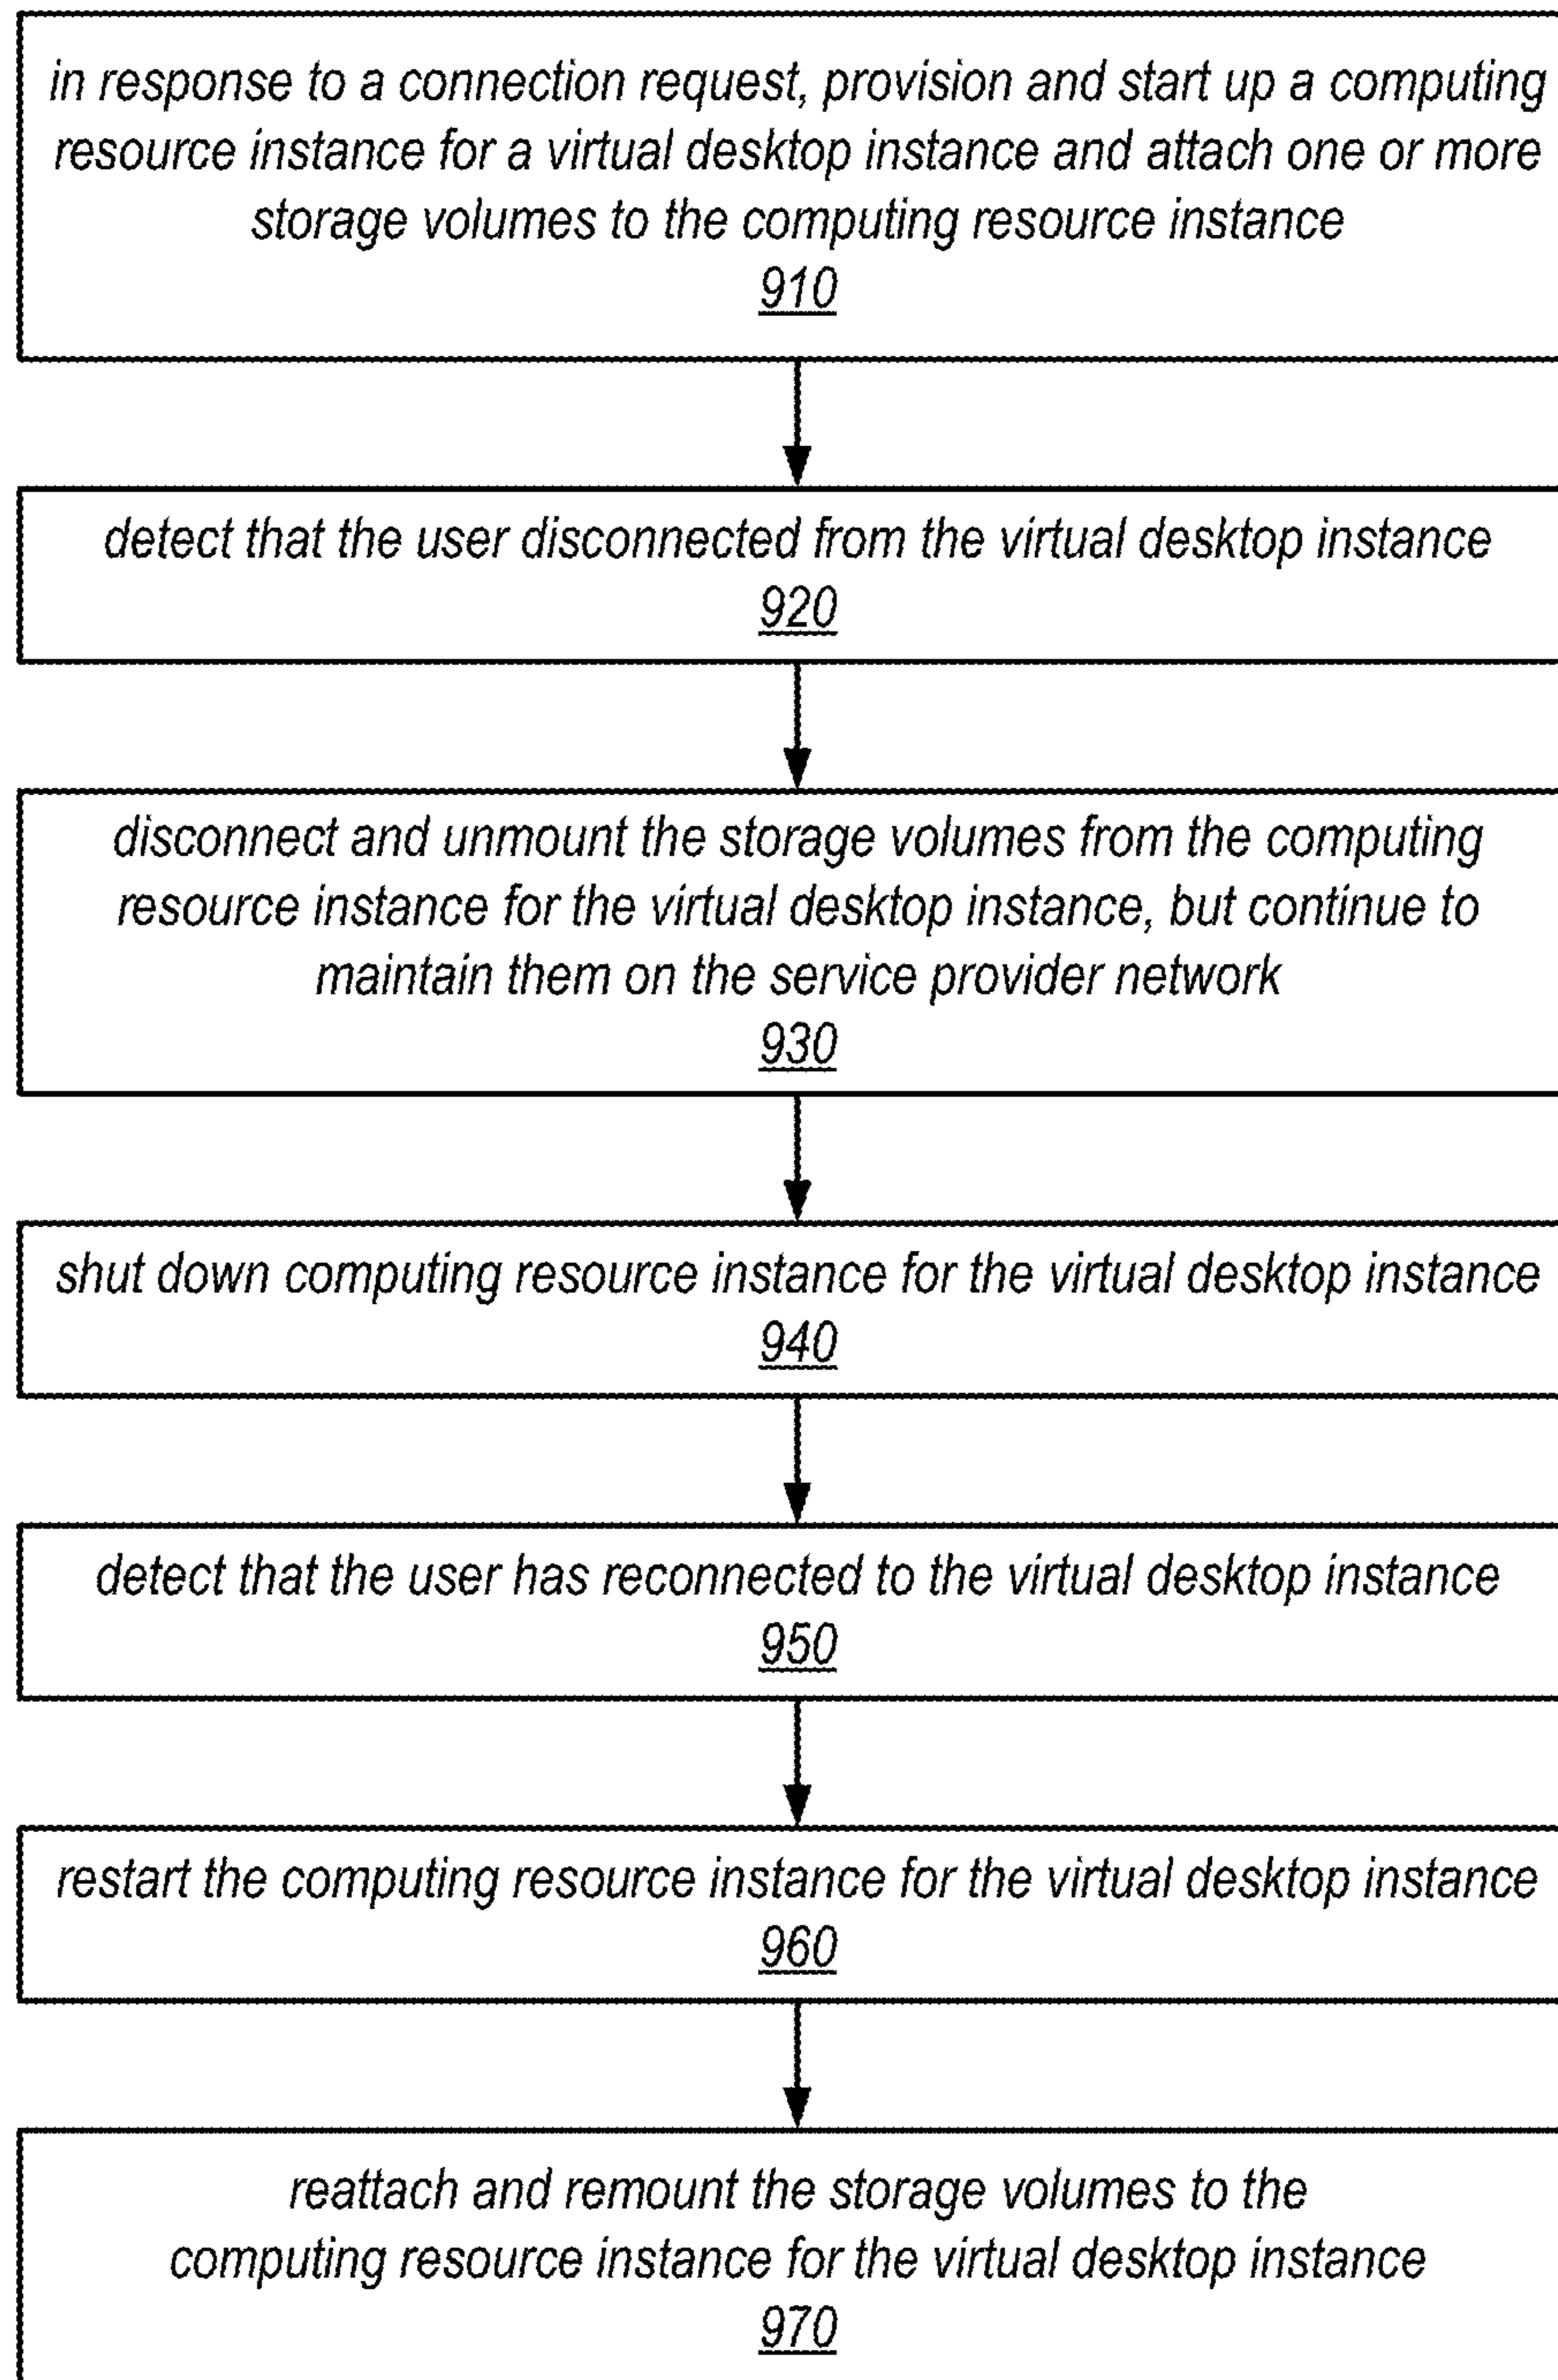 in response to a connection request, provision and start up a computing
resource instance for a virtual desktop instance and attach one or more
storage volumes to the computing resource instance
910
detect that the user disconnected from the virtual desktop instance
920
disconnect and unmount the storage volumes from the computing
resource instance for the virtual desktop instance, but continue to
maintain them on the service provider network
930
shut down computing resource instance for the virtual desktop instance
940
detect that the user has reconnected to the virtual desktop instance
950
restart the computing resource instance for the virtual desktop instance
960
reattach and remount the storage volumes to the
computing resource instance for the virtual desktop instance
970